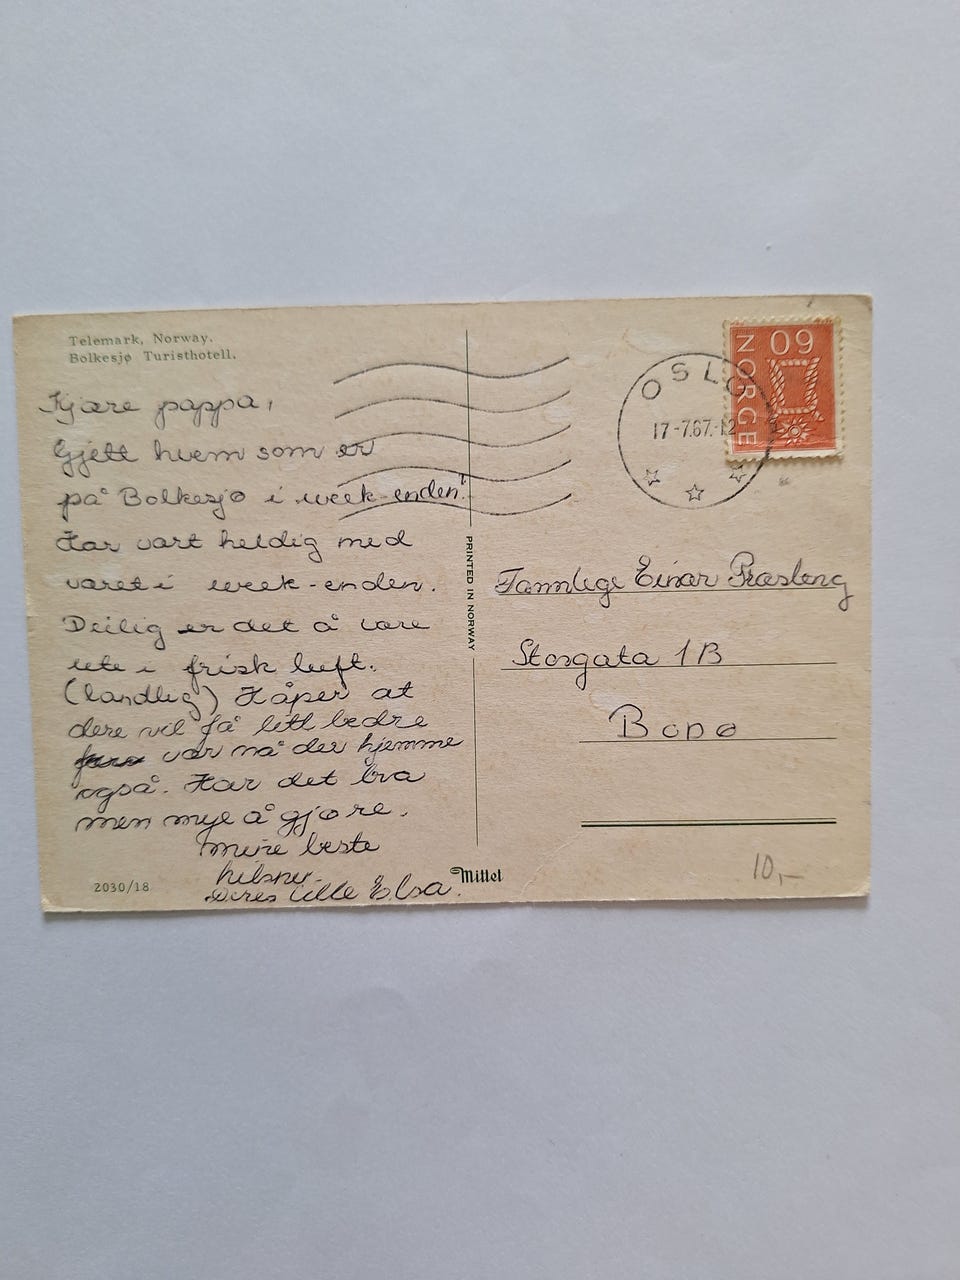 Telemark, Norway.
Bolkesjø Turisthotell.
Kjære pappa,
Gjett hvem som er
på Bolkesjø i week-enden?
Har vært heldig med
været i week-enden.
Deilig er det å være
ute i frisk luft.
(landlig) Håper at
dere vil få litt bedre
vær nå der hjemme
også. Har det bra
men mye å gjøre.
beste
hilsner.
Deres lille Elsa.
2030/18
Mittet
PRINTED IN NORWAY
OSLO
17-7.67.-12
NORGE
60
Tannlege Einar
Storgata 1B
BODØ
10,-